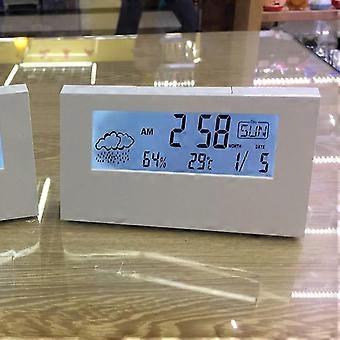 AM 2 58 SUN
MONTH DATE
64% 29℃ 1/ 5